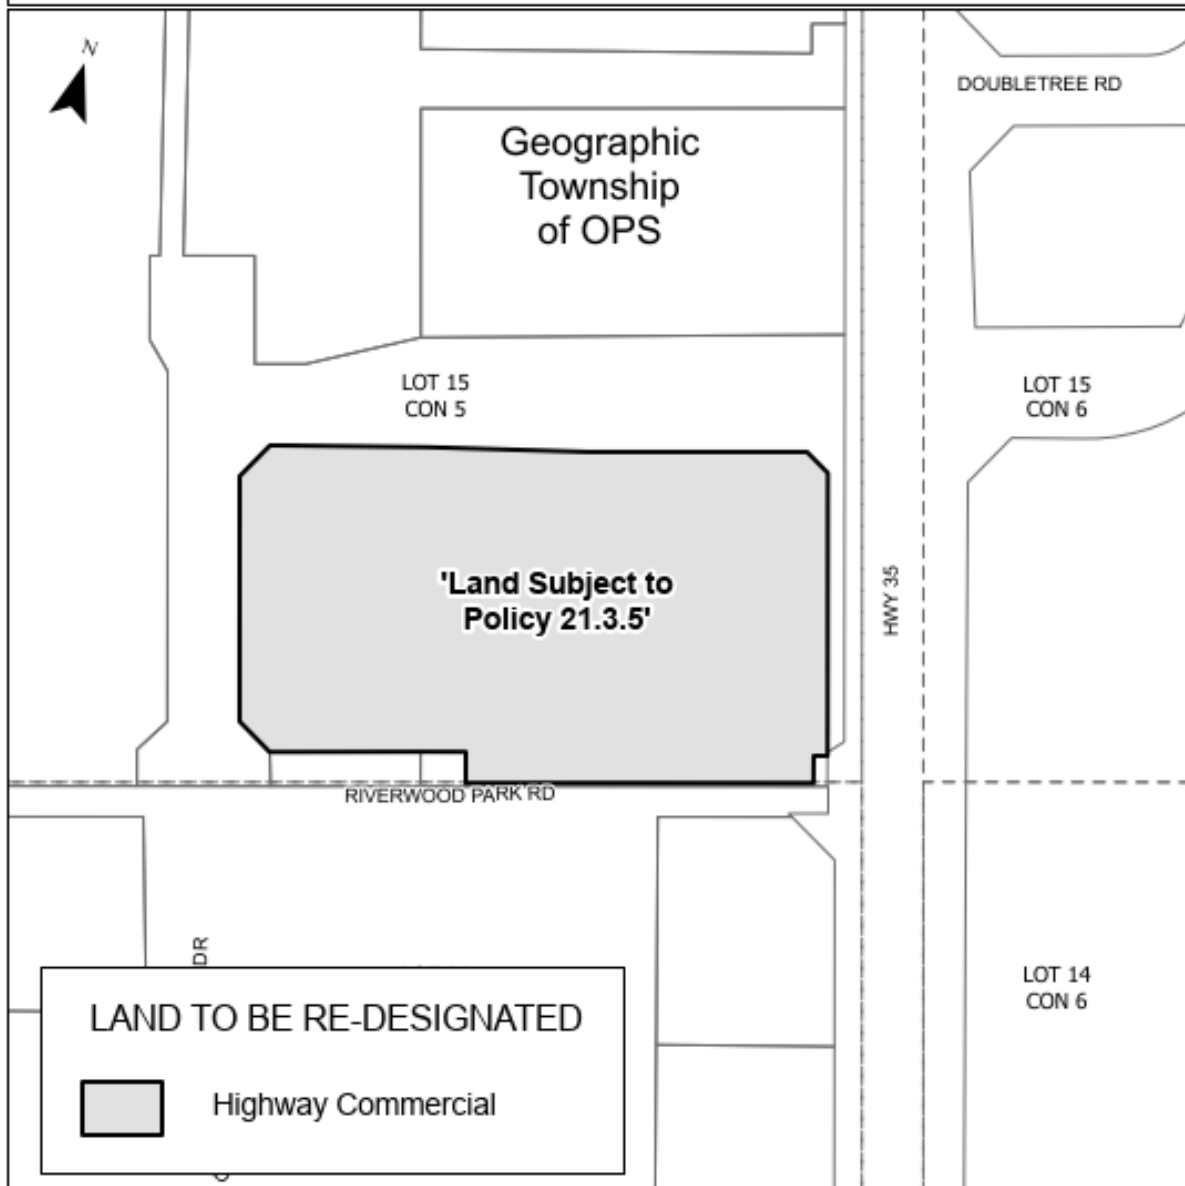 N
DOUBLETREE RD
Geographic
Township
of OPS
LOT 15
CON 5
LOT 15
CON 6
'Land Subject to
Policy 21.3.5'
HWY 35
RIVERWOOD PARK RD
DR
LOT 14
CON 6
LAND TO BE RE-DESIGNATED
Highway Commercial